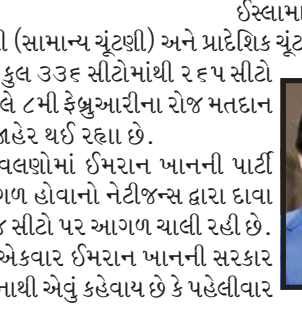 ઈસ્લામા
ી (સામાન્ય ચૂંટણી) અને પ્રાદેશિક ચૂંટ
કુલ ૩૩૬ સીટોમાંથી ૨૬૫ સીટો
લે ૮મી ફેબ્રુઆરીના રોજ મતદાન
જાહેર થઈ રહ્યા છે.
વલણોમાં ઈમરાન ખાનની પાર્ટી
ગળ હોવાનો નેટીજન્સ દ્વારા દાવા
સીટો પર આગળ ચાલી રહી છે.
એકવાર ઈમરાન ખાનની સરકાર
નાથી એવું કહેવાય છે કે પહેલીવાર